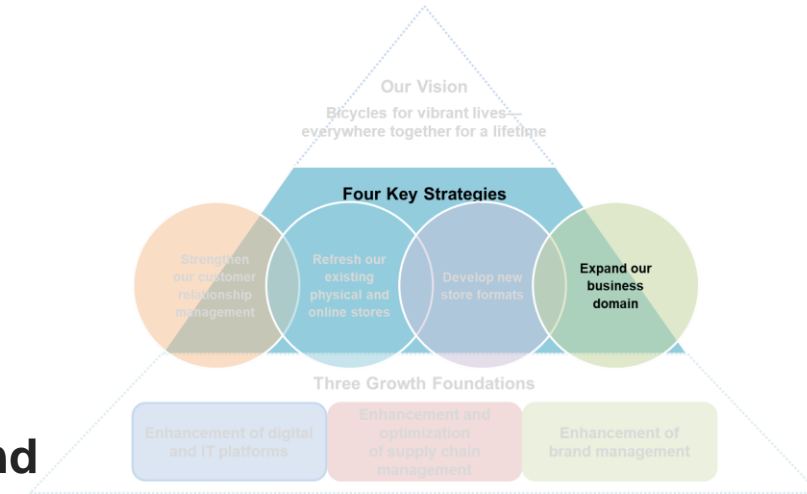 Our Vision
Bicycles for vibrant lives—
everywhere together for a lifetime
Four Key Strategies
Strengthen
our customer
relationship
management
Refresh our
existing
physical and
online stores
Develop new
store formats
Expand our
business
domain
Three Growth Foundations
Enhancement of digital
and IT platforms
Enhancement and
optimization
of supply chain
management
Enhancement of
brand management
nd